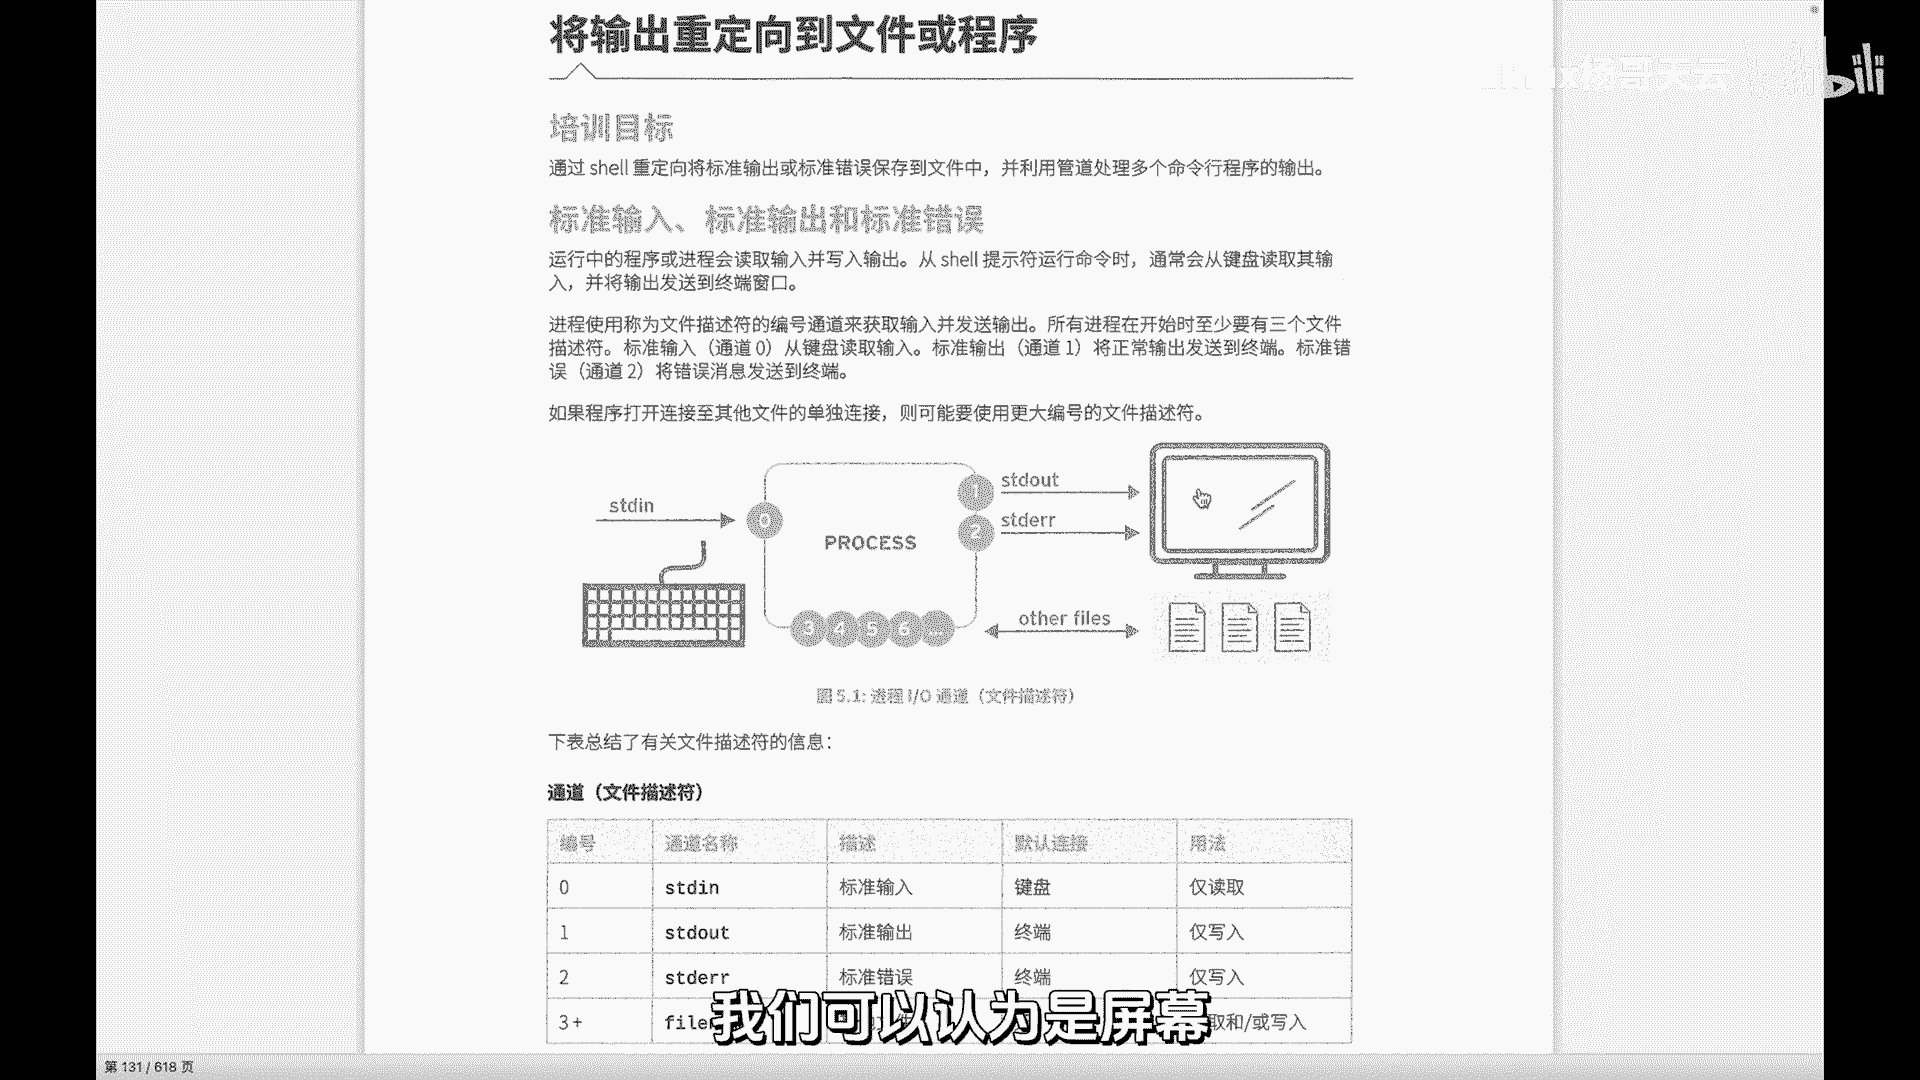 将输出重定向到文件或程序
杨哥天云 bilibili
培训目标
通过 shell 重定向将标准输出或标准错误保存到文件中，并利用管道处理多个命令行程序的输出。
标准输入、标准输出和标准错误
运行中的程序或进程会读取输入并写入输出。从 shell 提示符运行命令时，通常会从键盘读取其输
入，并将输出发送到终端窗口。
进程使用称为文件描述符的编号通道来获取输入并发送输出。所有进程在开始时至少要有三个文件
描述符。标准输入（通道 0）从键盘读取输入。标准输出（通道 1）将正常输出发送到终端。标准错
误（通道 2）将错误消息发送到终端。
如果程序打开连接至其他文件的单独连接，则可能要使用更大编号的文件描述符。
stdin
0
PROCESS
1
stdout
2
stderr
3 4 5 6 ...
other files
图 5.1: 进程 I/O 通道（文件描述符）
下表总结了有关文件描述符的信息：
通道（文件描述符）
编号 通道名称 描述 默认连接 用法
0 stdin 标准输入 键盘 仅读取
1 stdout 标准输出 终端 仅写入
2 stderr 标准错误 终端 仅写入
3+ file 取和/或写入
我们可以认为是屏幕
第 131 / 618 页